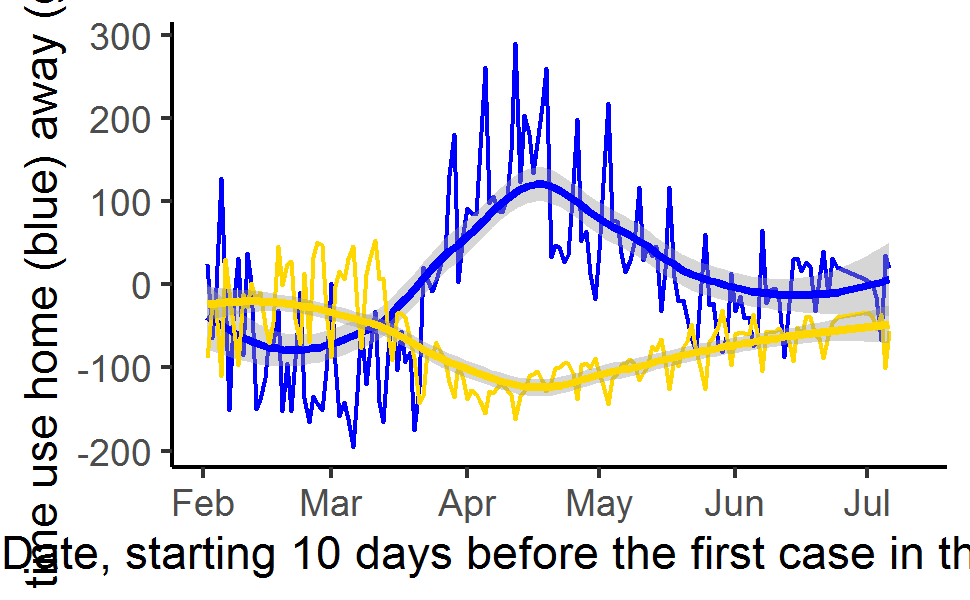 time use home (blue) away (
300
200
100
0
-100
-200
Feb Mar Apr May Jun Jul
Date, starting 10 days before the first case in th